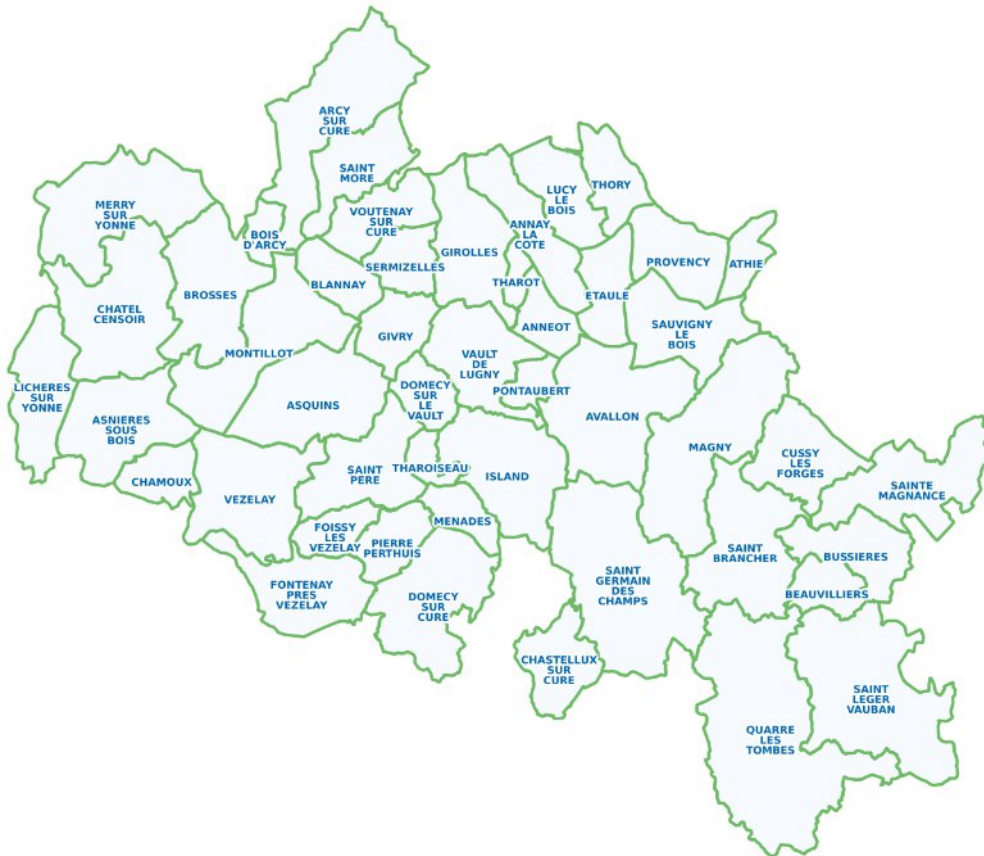 ARCY
SUR
CURE
SAINT
MORE
MERRY
SUR
YONNE
BOIS
D'ARCY
VOUTENAY
SUR
CURE
SERMIZELLES
GIROLLES
ANNAY
LA
COTE
LUCY
LE
BOIS
THORY
PROVENCY
ATHIE
CHATEL
CENSOIR
BROSSES
BLANNAY
THAROT
ETAULE
MONTILLOT
GIVRY
ANNEOT
SAUVIGNY
LE
BOIS
LICHERES
SUR
YONNE
VAULT
DE
LUGNY
PONTAUBERT
DOMECY
SUR
LE
VAULT
ASQUINS
AVALLON
ASNIERES
SOUS
BOIS
CHAMOUX
VEZELAY
SAINT
PERE
THAROISEAU
ISLAND
MAGNY
CUSSY
LES
FORGES
SAINTE
MAGNANCE
FOISSY
LES
VEZELAY
PIERRE
PERTHUIS
MENADES
SAINT
BRANCHER
BUSSIERES
BEAUVILLIERS
FONTENAY
PRES
VEZELAY
DOMECY
SUR
CURE
SAINT
GERMAIN
DES
CHAMPS
CHASTELLUX
SUR
CURE
SAINT
LEGER
VAUBAN
QUARRE
LES
TOMBES